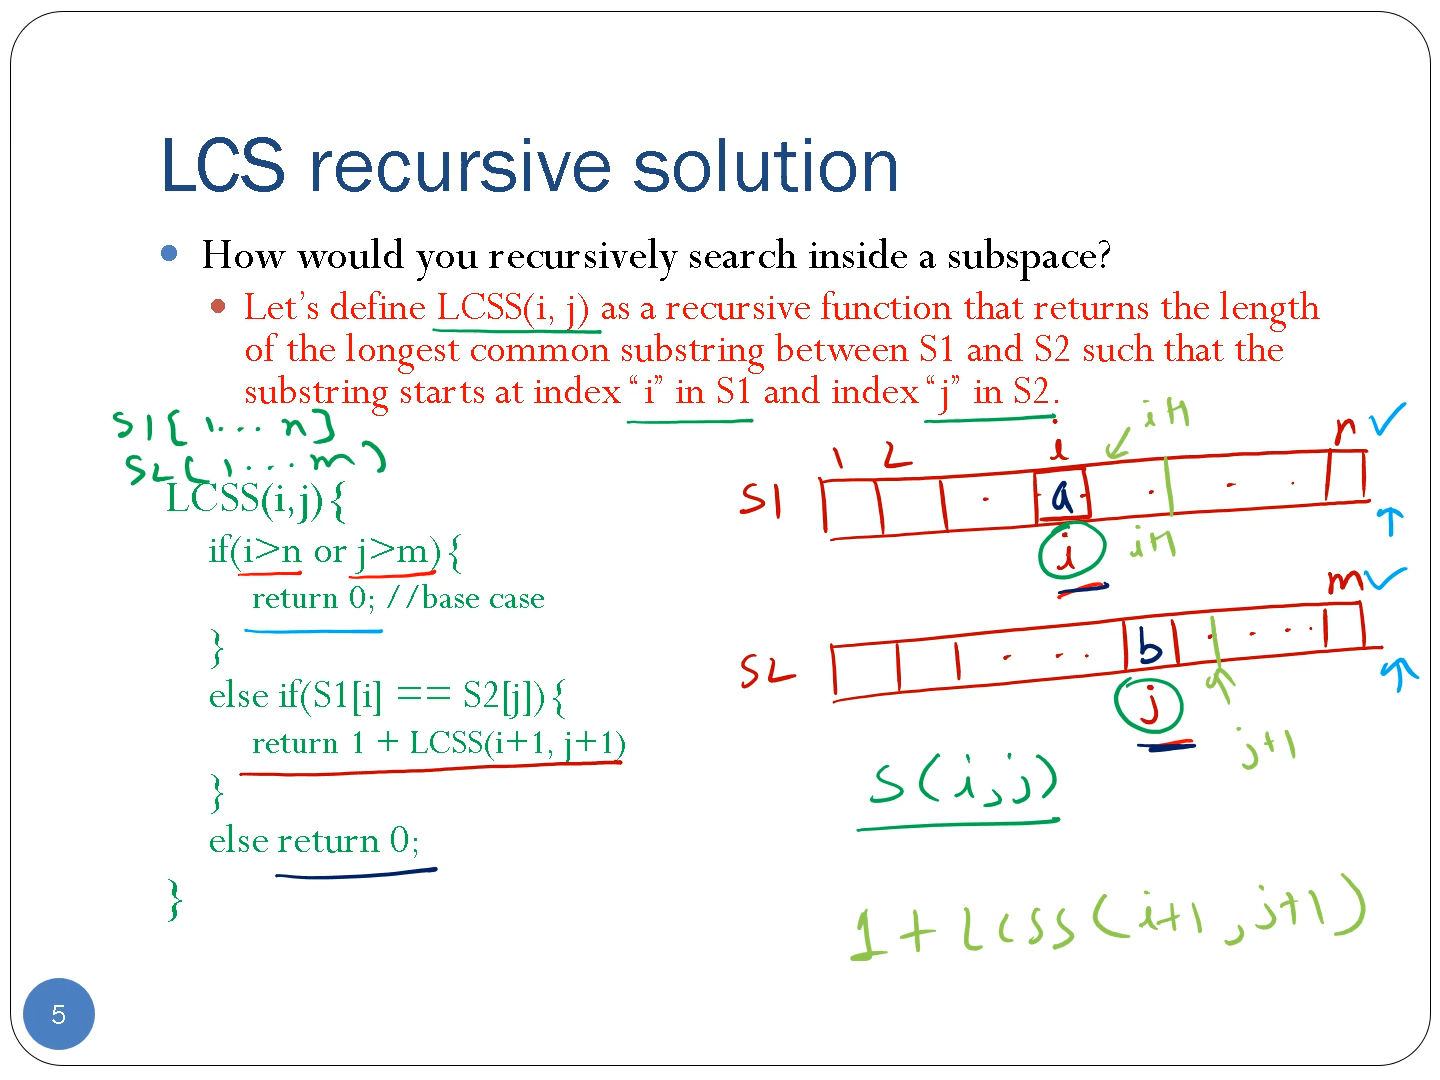 LCS recursive solution
How would you recursively search inside a subspace?
Let's define LCSS(i, j) as a recursive function that returns the length
of the longest common substring between S1 and S2 such that the
substring starts at index "i" in S1 and index "j" in S2.
S1[1...n]
S2(1...m)
LCSS(i,j){
if(i>n or j>m){
return 0; //base case
}
else if(S1[i] == S2[j]){
return 1 + LCSS(i+1, j+1)
}
else return 0;
}
i+1
1 2 i n
S1 a
i i+1
m
S2 b
j
j+1
S(i,j)
1+LCSS(i+1,j+1)
5